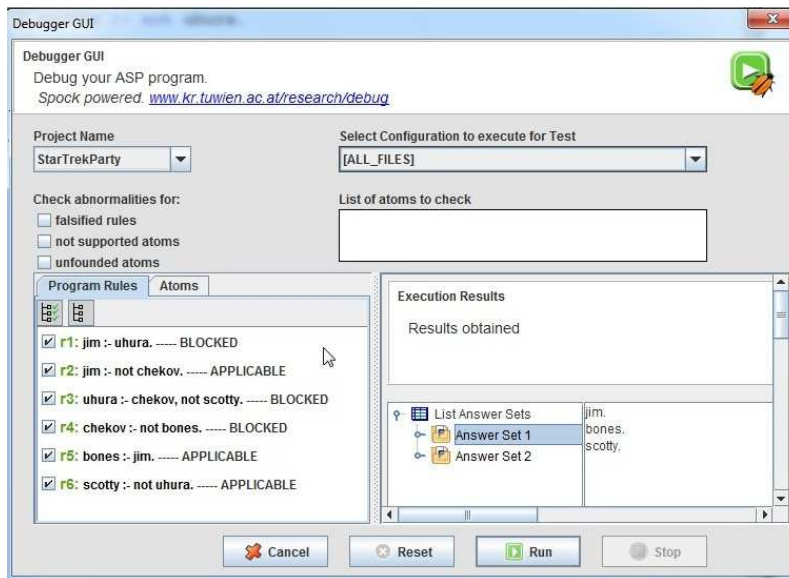 Debugger GUI
Debugger GUI
Debug your ASP program.
Spock powered. www.kr.tuwien.ac.at/research/debug
Project Name
StarTrekParty
Select Configuration to execute for Test
[ALL_FILES]
Check abnormalities for:
falsified rules
not supported atoms
unfounded atoms
List of atoms to check
Program Rules Atoms
r1: jim :- uhura. ----- BLOCKED
r2: jim :- not chekov. ----- APPLICABLE
r3: uhura :- chekov, not scotty. ----- BLOCKED
r4: chekov :- not bones. ----- BLOCKED
r5: bones :- jim. ----- APPLICABLE
r6: scotty :- not uhura. ----- APPLICABLE
Execution Results
Results obtained
List Answer Sets
Answer Set 1
Answer Set 2
jim.
bones.
scotty.
Cancel Reset Run Stop